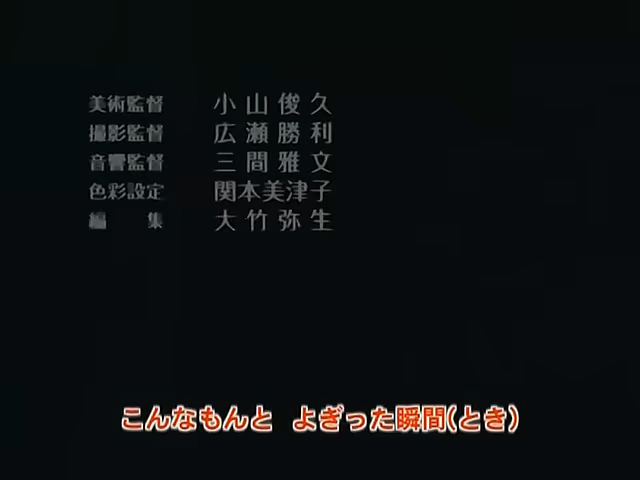 美術監督 小山俊久
撮影監督 広瀬勝利
音響監督 三間雅文
色彩設定 関本美津子
編集 大竹弥生
こんなもんと よぎった瞬間(とき)